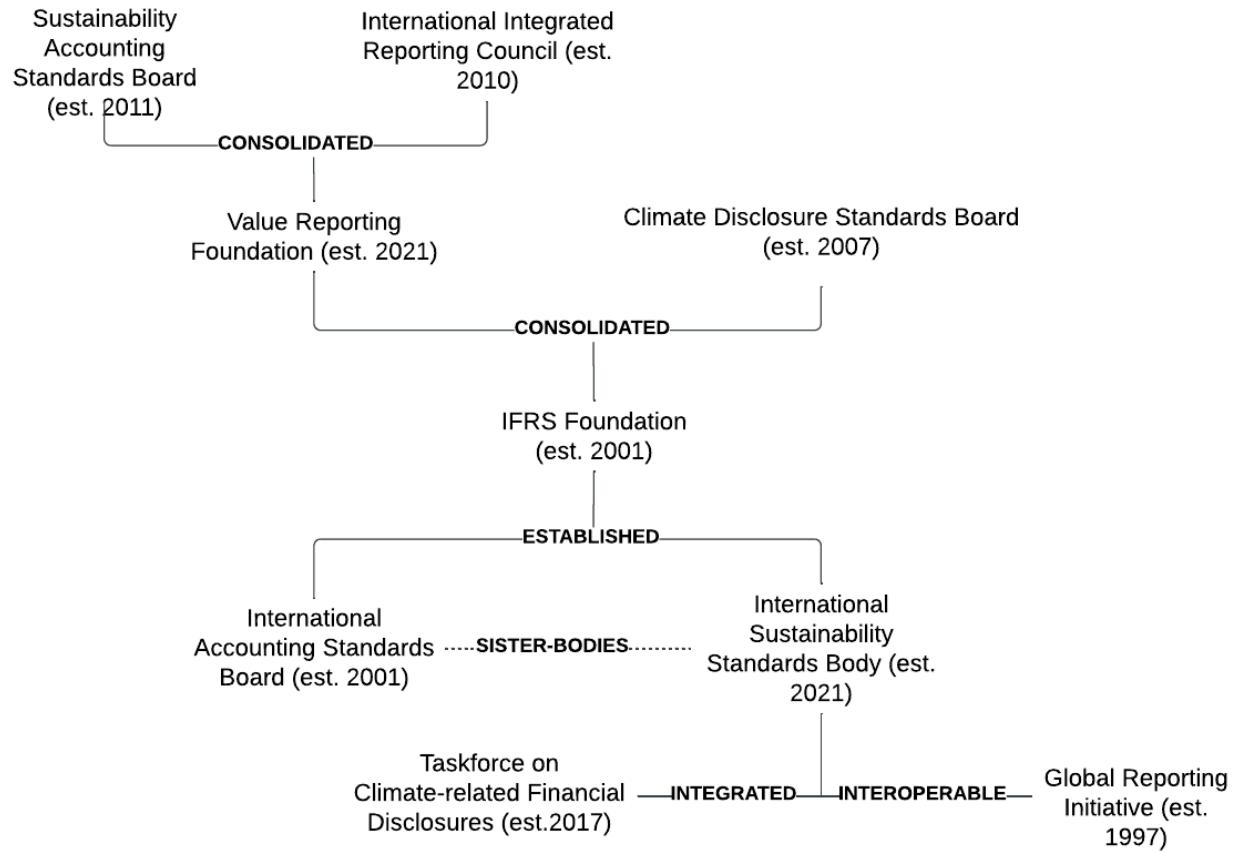 Sustainability
Accounting
Standards Board
(est. 2011)
International Integrated
Reporting Council (est.
2010)
CONSOLIDATED
Value Reporting
Foundation (est. 2021)
Climate Disclosure Standards Board
(est. 2007)
CONSOLIDATED
IFRS Foundation
(est. 2001)
ESTABLISHED
International
Accounting Standards
Board (est. 2001)
SISTER-BODIES
International
Sustainability
Standards Body (est.
2021)
Taskforce on
Climate-related Financial
Disclosures (est.2017)
INTEGRATED
INTEROPERABLE
Global Reporting
Initiative (est.
1997)